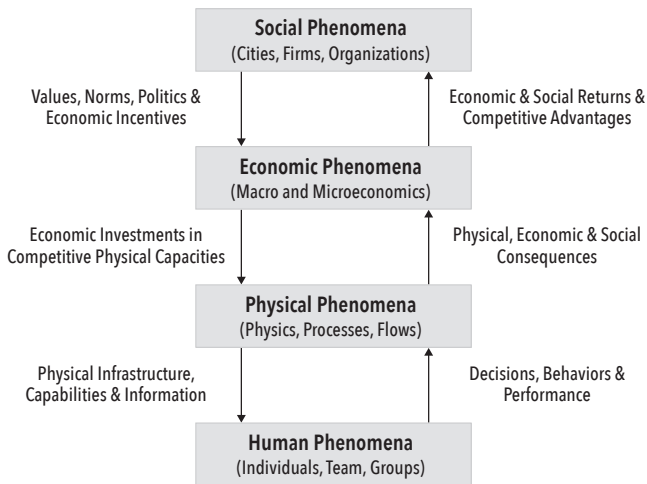 Social Phenomena
(Cities, Firms, Organizations)
Values, Norms, Politics &
Economic Incentives
Economic & Social Returns &
Competitive Advantages
Economic Phenomena
(Macro and Microeconomics)
Economic Investments in
Competitive Physical Capacities
Physical, Economic & Social
Consequences
Physical Phenomena
(Physics, Processes, Flows)
Physical Infrastructure,
Capabilities & Information
Decisions, Behaviors &
Performance
Human Phenomena
(Individuals, Team, Groups)